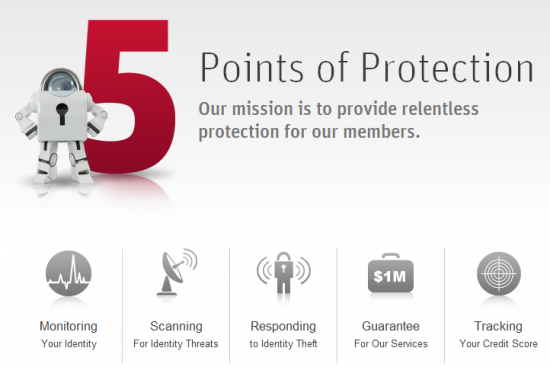 5
Points of Protection
Our mission is to provide relentless
protection for our members.
$1M
Monitoring
Your Identity
Scanning
For Identity Threats
Responding
to Identity Theft
Guarantee
For Our Services
Tracking
Your Credit Score